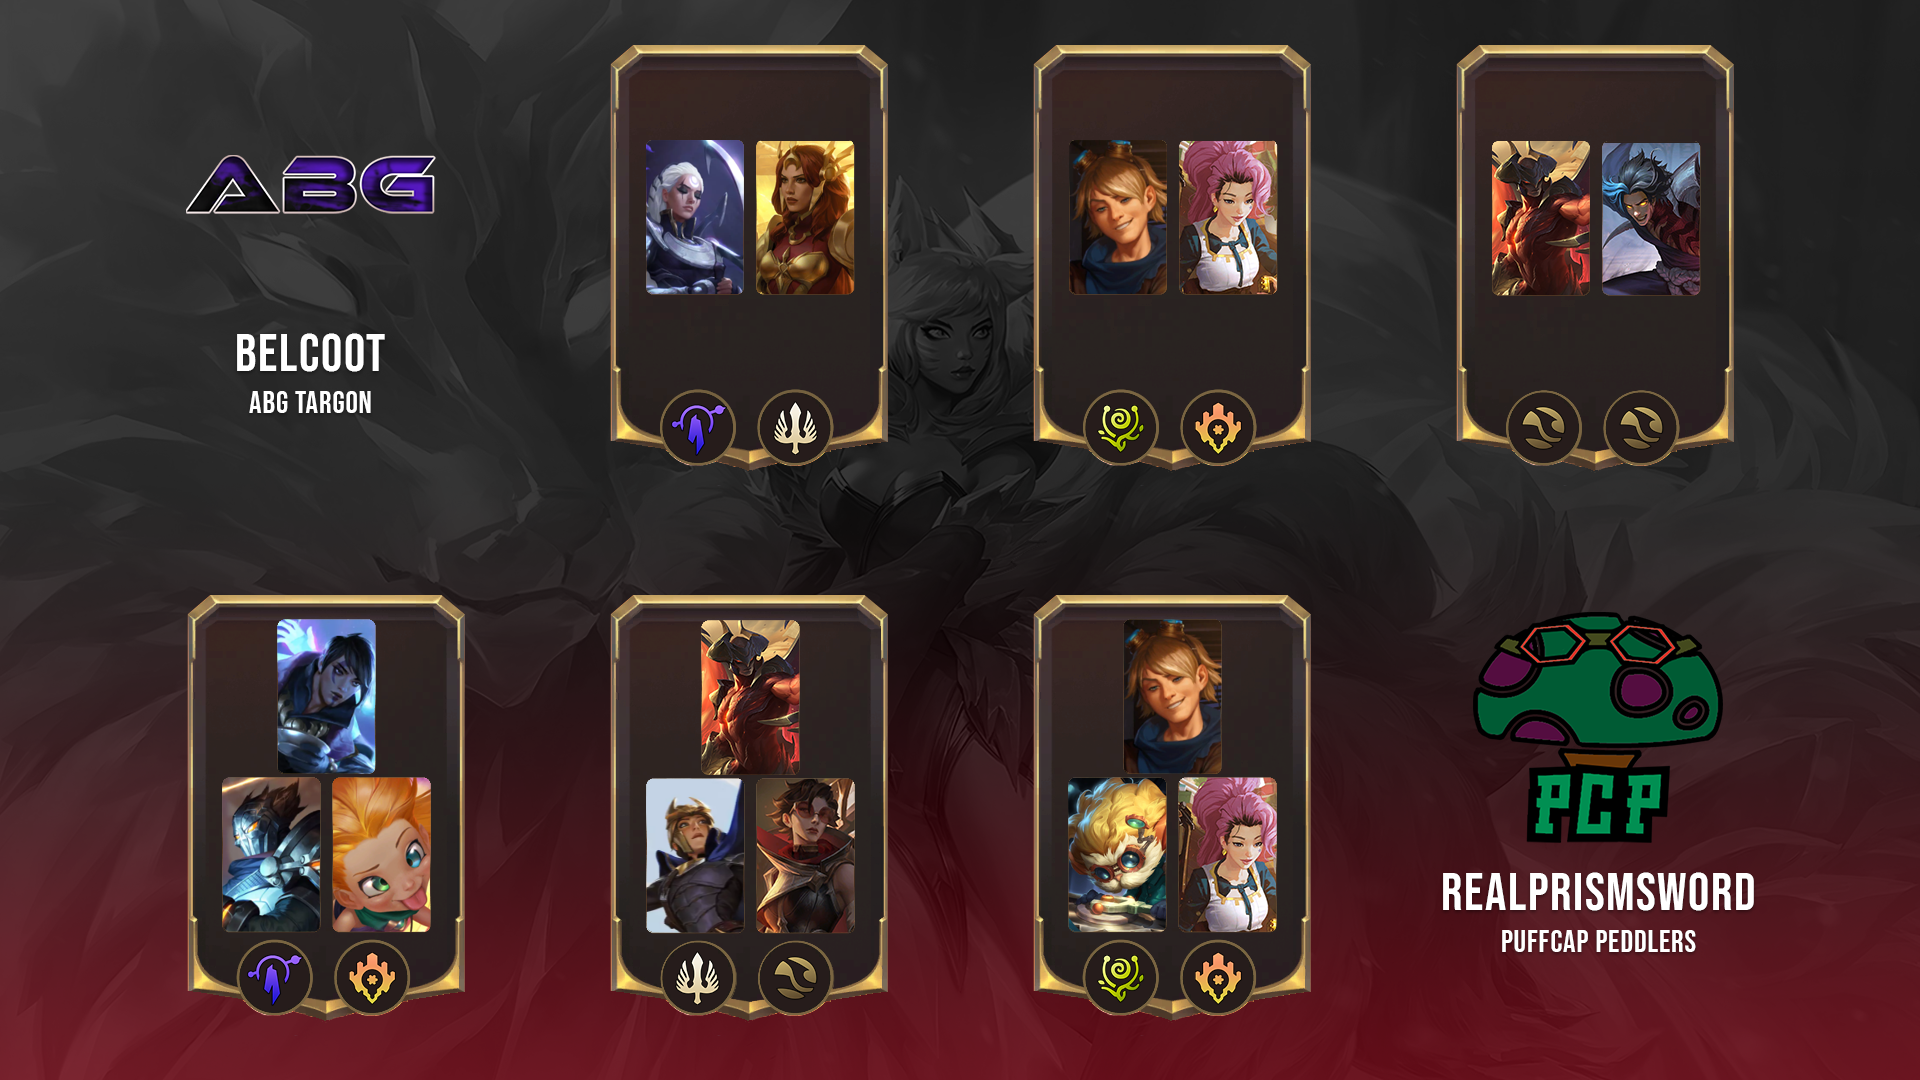 ABG
BELCOOT
ABG TARGON
PCP
REALPRISMSWORD
PUFFCAP PEDDLERS